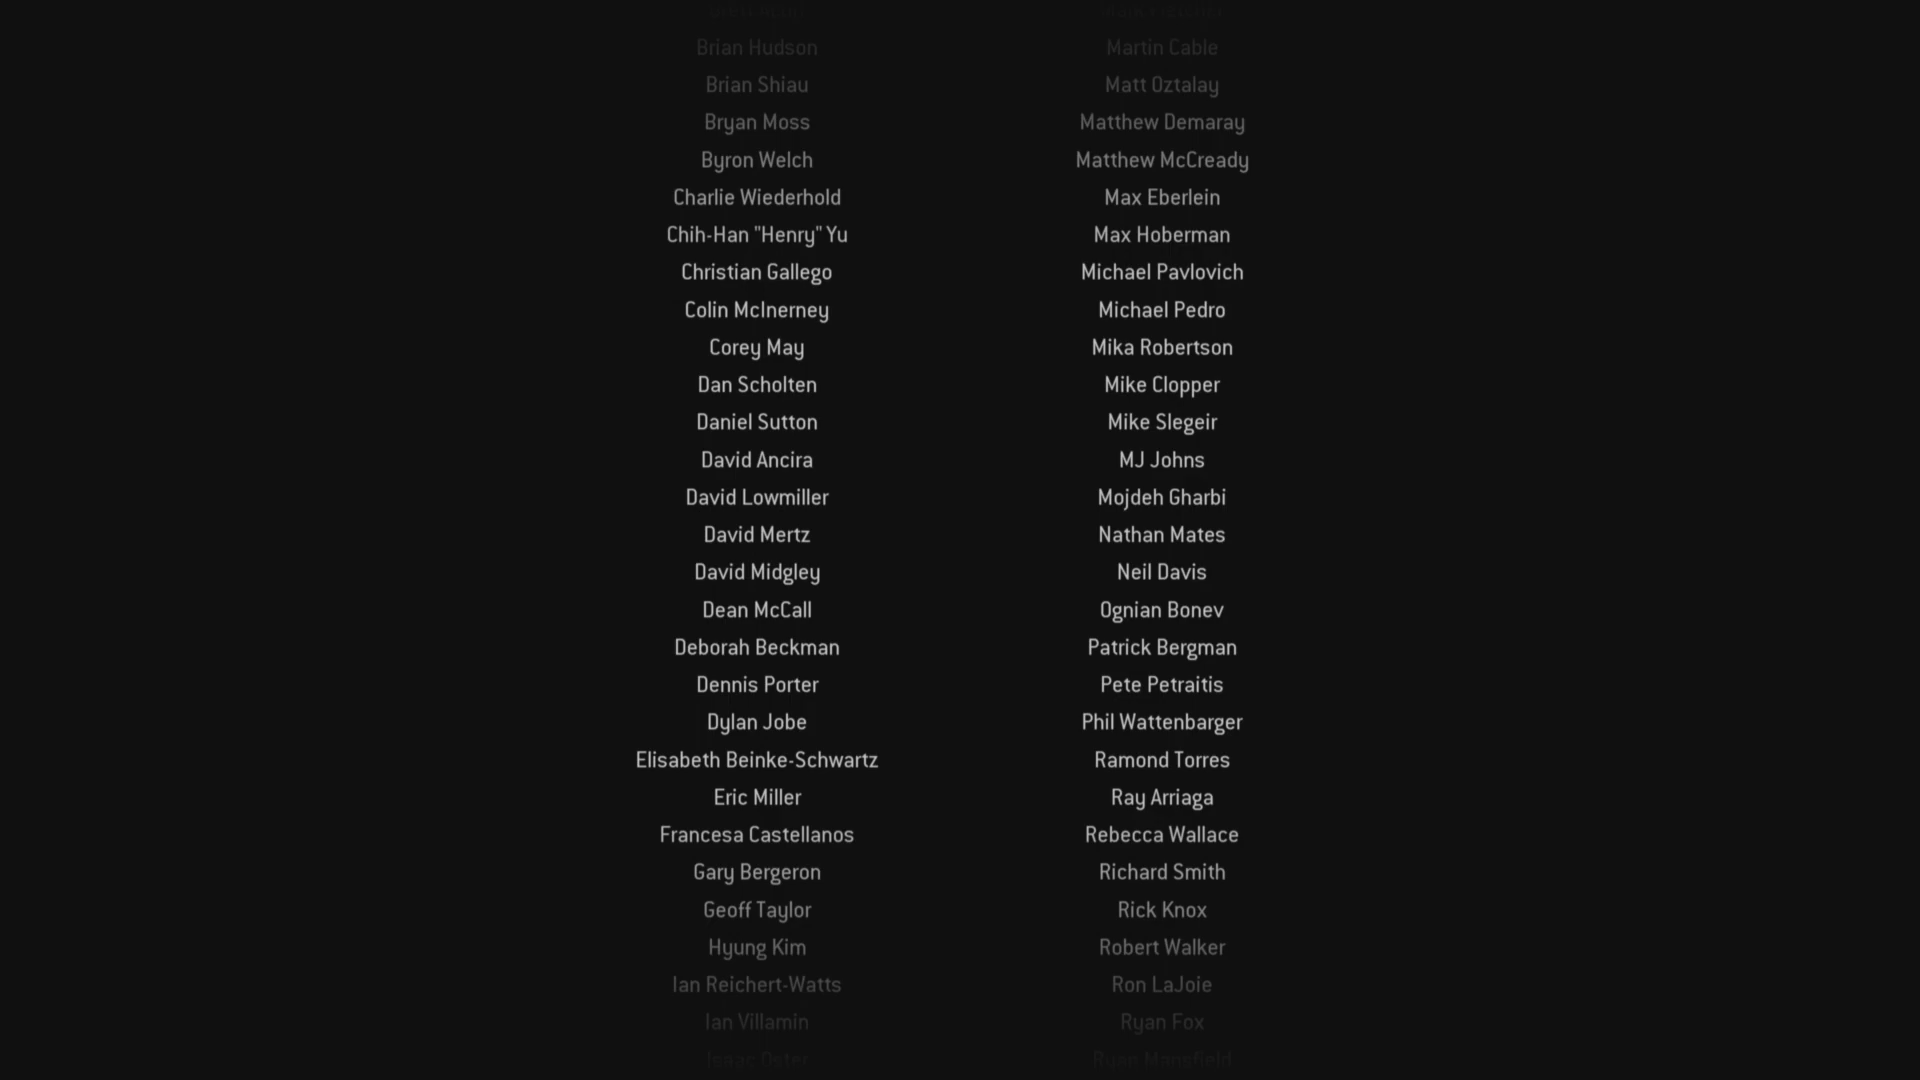 Brian Hudson
Brian Shiau
Bryan Moss
Byron Welch
Charlie Wiederhold
Chih-Han "Henry" Yu
Christian Gallego
Colin McInerney
Corey May
Dan Scholten
Daniel Sutton
David Ancira
David Lowmiller
David Mertz
David Midgley
Dean McCall
Deborah Beckman
Dennis Porter
Dylan Jobe
Elisabeth Beinke-Schwartz
Eric Miller
Francesa Castellanos
Gary Bergeron
Geoff Taylor
Hyung Kim
Ian Reichert-Watts
Ian Villamin
Isaac Oster
Martin Cable
Matt Oztalay
Matthew Demaray
Matthew McCready
Max Eberlein
Max Hoberman
Michael Pavlovich
Michael Pedro
Mika Robertson
Mike Clopper
Mike Slegeir
MJ Johns
Mojdeh Gharbi
Nathan Mates
Neil Davis
Ognian Bonev
Patrick Bergman
Pete Petraitis
Phil Wattenbarger
Ramond Torres
Ray Arriaga
Rebecca Wallace
Richard Smith
Rick Knox
Robert Walker
Ron LaJoie
Ryan Fox
Ryan Mansfield